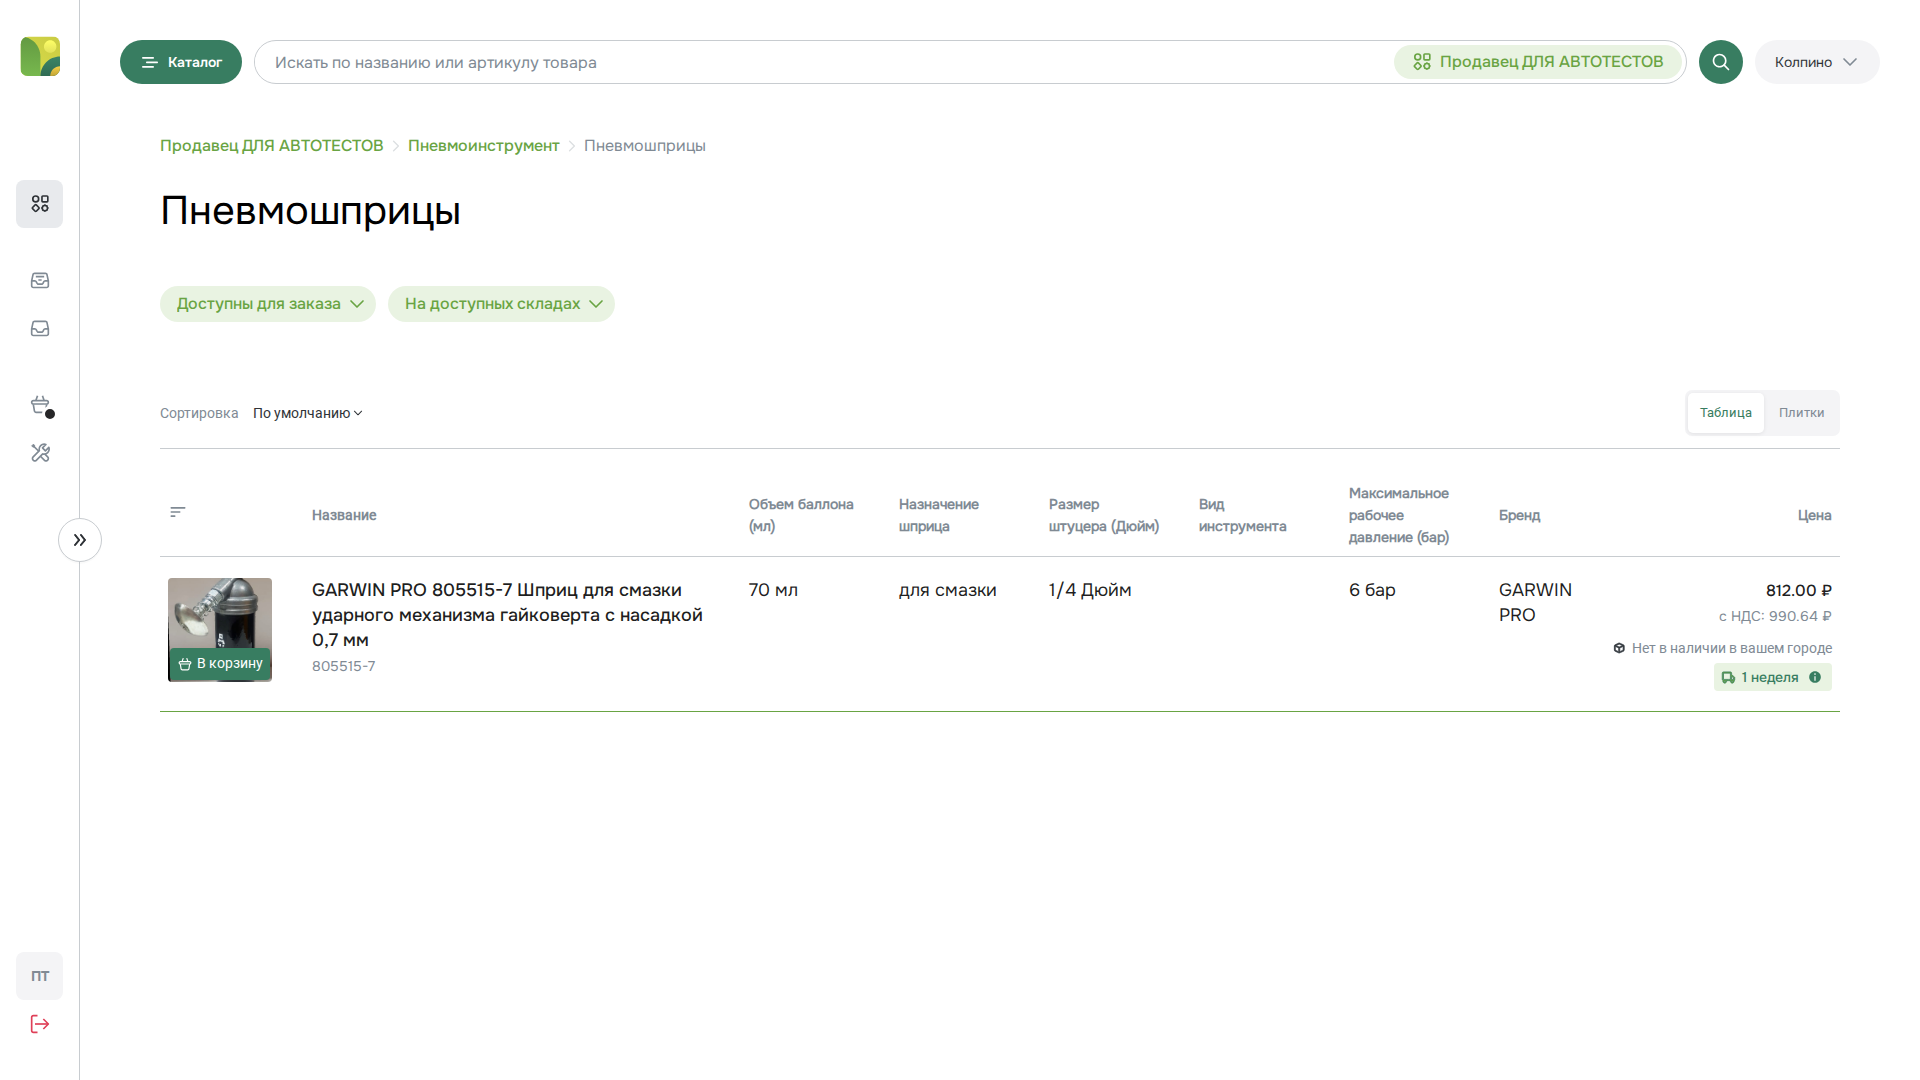 Каталог
Искать по названию или артикулу товара
Продавец ДЛЯ АВТОТЕСТОВ
Колпино
Продавец ДЛЯ АВТОТЕСТОВ
Пневмоинструмент
Пневмошприцы
Пневмошприцы
Доступны для заказа
На доступных складах
Сортировка
По умолчанию
Таблица
Плитки
Название
Объем баллона
(мл)
Назначение
шприца
Размер
штуцера (Дюйм)
Вид
инструмента
Максимальное
рабочее
давление (бар)
Бренд
Цена
В корзину
GARWIN PRO 805515-7 Шприц для смазки
ударного механизма гайковерта с насадкой
0,7 мм
805515-7
70 мл
для смазки
1/4 Дюйм
6 бар
GARWIN
PRO
812.00 ₽
с НДС: 990.64 ₽
Нет в наличии в вашем городе
1 неделя
ПТ